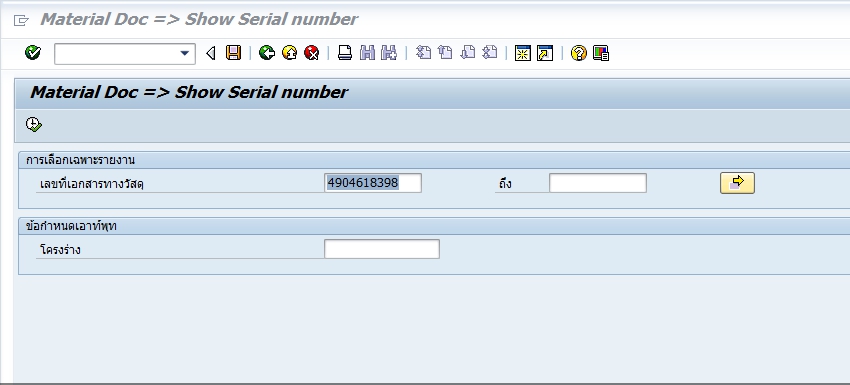 Material Doc => Show Serial number
Material Doc => Show Serial number
การเลือกเฉพาะรายงาน
เลขที่เอกสารทางวัสดุ 4904618398 ถึง
ข้อกำหนดเอาท์พุท
โครงร่าง